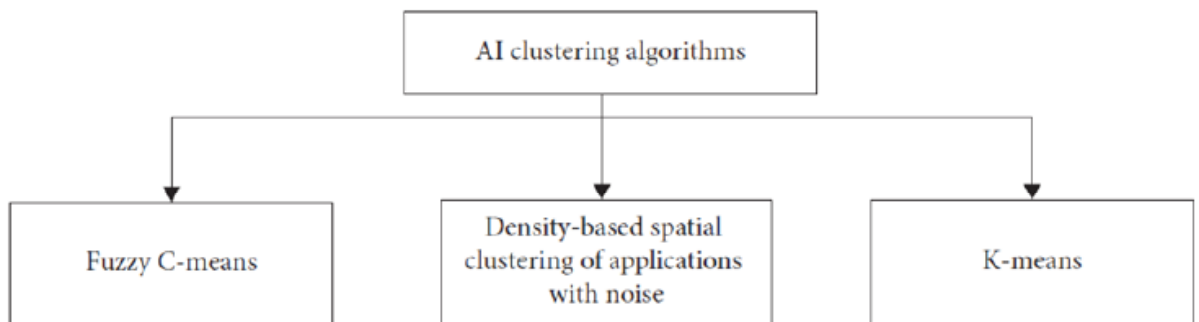 AI clustering algorithms
Fuzzy C-means
Density-based spatial
clustering of applications
with noise
K-means